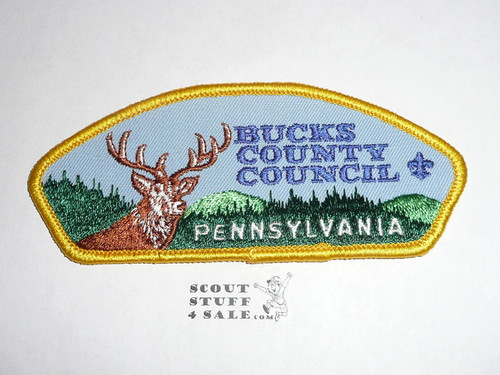 BUCKS
COUNTY
COUNCIL
PENNSYLVANIA
SCOUT
STUFF
4 SALE.COM